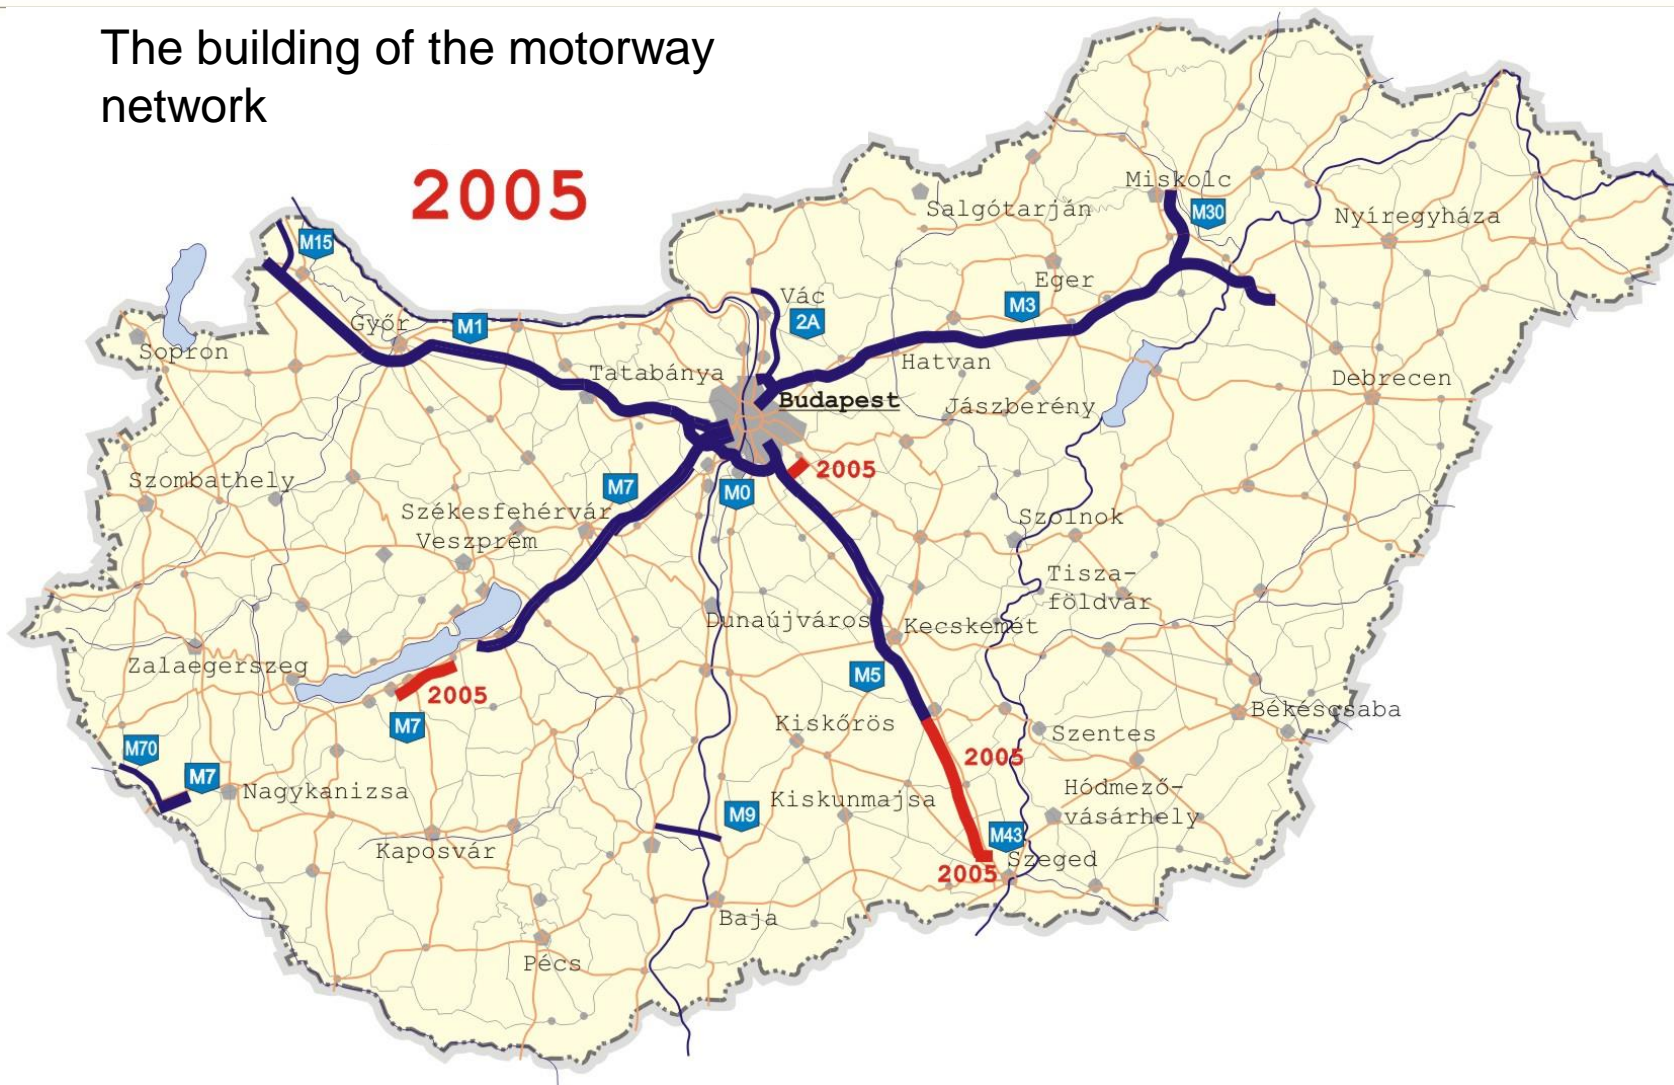 The building of the motorway
network
2005
Miskolc
Salgótarján
M30
Nyíregyháza
M15
Eger
Vác
M3
Győr
M1
2A
Sopron
Hatvan
Tatabánya
Debrecen
Budapest
Jászberény
2005
Szombathely
M7
M0
Székesfehérvár
Szolnok
Veszprém
Tisza-
földvár
Dunaújváros
Kecskemét
Zalaegerszeg
M5
2005
Békéscsaba
M7
Kiskőrös
Szentes
M70
2005
M7
Nagykanizsa
Hódmező-
vásárhely
Kiskunmajsa
M9
M43
Kaposvár
Szeged
2005
Baja
Pécs